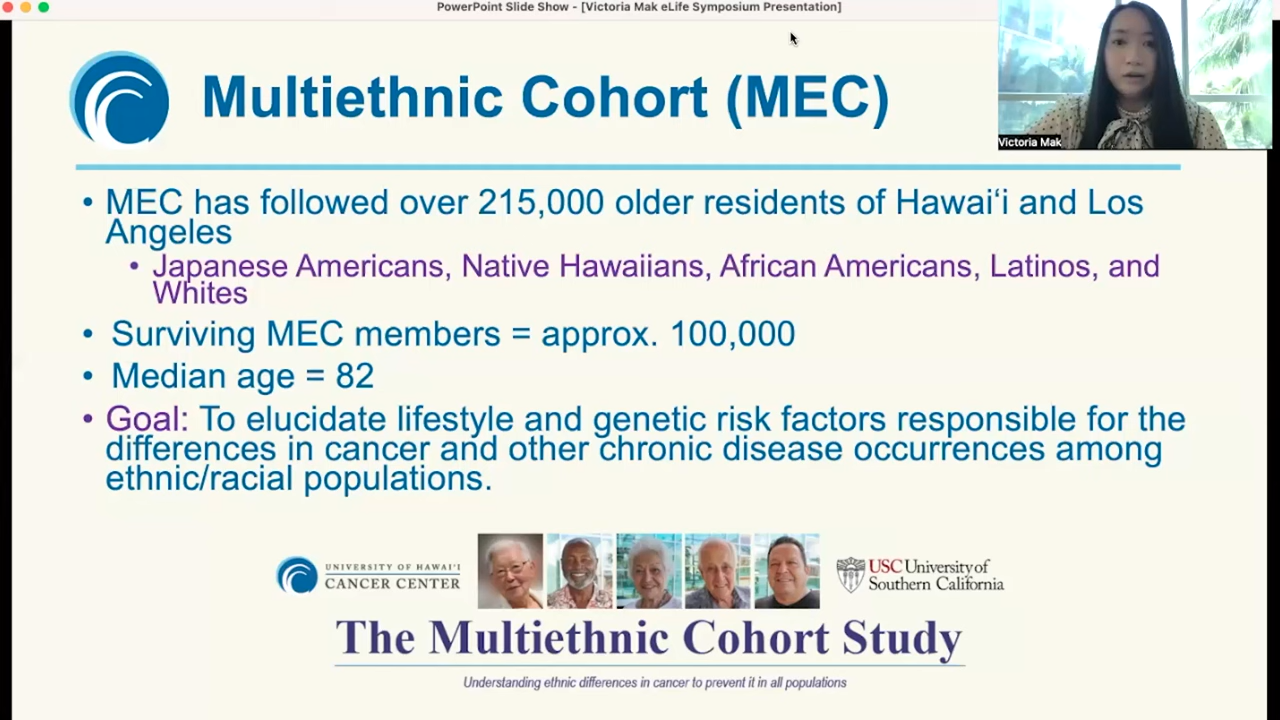 PowerPoint Slide Show - [Victoria Mak eLife Symposium Presentation]
Multiethnic Cohort (MEC)
Victoria Mak
• MEC has followed over 215,000 older residents of Hawai‘i and Los
Angeles
• Japanese Americans, Native Hawaiians, African Americans, Latinos, and
Whites
• Surviving MEC members = approx. 100,000
• Median age = 82
• Goal: To elucidate lifestyle and genetic risk factors responsible for the
differences in cancer and other chronic disease occurrences among
ethnic/racial populations.
UNIVERSITY OF HAWAI‘I
CANCER CENTER
USC University of
Southern California
The Multiethnic Cohort Study
Understanding ethnic differences in cancer to prevent it in all populations